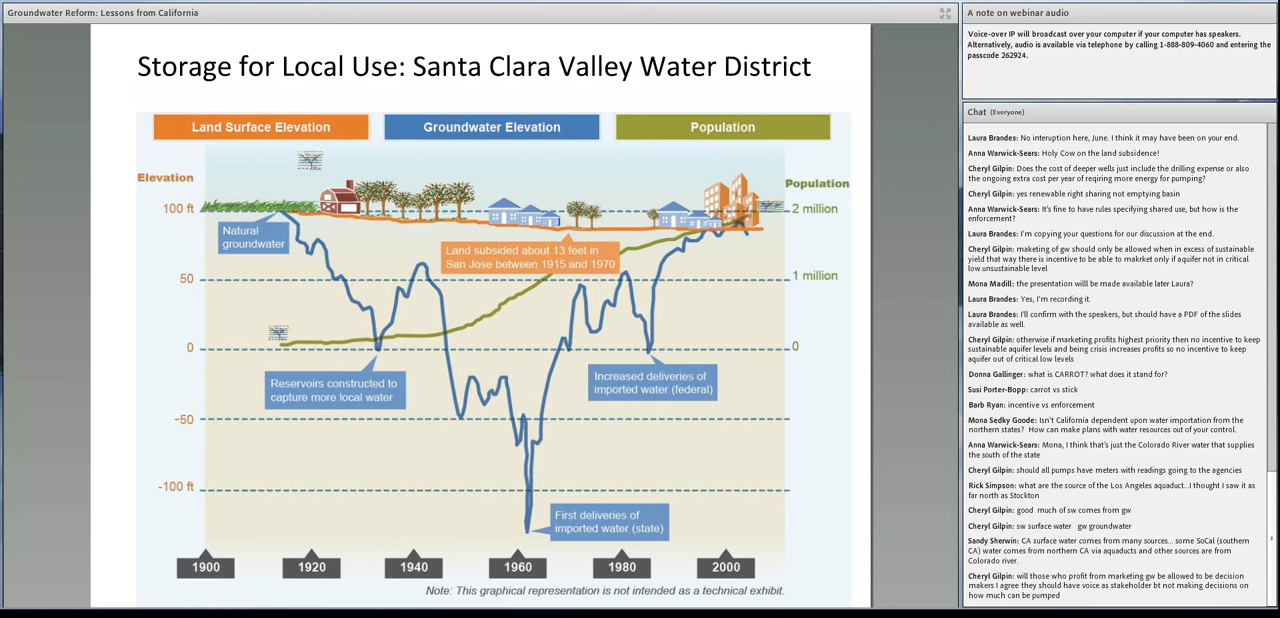 Groundwater Reform: Lessons from California
Storage for Local Use: Santa Clara Valley Water District
Land Surface Elevation
Groundwater Elevation
Population
Elevation
Population
100 ft
2 million
Natural
groundwater
Land subsided about 13 feet in
San Jose between 1915 and 1970
50
1 million
0
0
Reservoirs constructed to
capture more local water
Increased deliveries of
imported water (federal)
-50
-100 ft
First deliveries of
imported water (state)
1900
1920
1940
1960
1980
2000
Note: This graphical representation is not intended as a technical exhibit.
A note on webinar audio
Voice-over IP will broadcast over your computer if your computer has speakers.
Alternatively, audio is available via telephone by calling 1-888-809-4060 and entering the
passcode 262924.
Chat (Everyone)
Laura Brandes: No interuption here, June. I think it may have been on your end.
Anna Warwick-Sears: Holy Cow on the land subsidence!
Cheryl Gilpin: Does the cost of deeper wells just include the drilling expense or also
the ongoing extra cost per year of reqiring more energy for pumping?
Cheryl Gilpin: yes renewable right sharing not emptying basin
Anna Warwick-Sears: It's fine to have rules specifying shared use, but how is the
enforcement?
Laura Brandes: I'm copying your questions for our discussion at the end.
Cheryl Gilpin: maketing of gw should only be allowed when in excess of sustainable
yield that way there is incentive to be able to makrket only if aquifer not in critical
low unsustainable level
Mona Madill: the presentation willl be made available later Laura?
Laura Brandes: Yes, I'm recording it.
Laura Brandes: I'll confirm with the speakers, but should have a PDF of the slides
available as well.
Cheryl Gilpin: otherwise if marketing profits highest priority then no incentive to keep
sustainable aquifer levels and being crisis increases profits so no incentive to keep
aquifer out of critical low levels
Donna Gallinger: what is CARROT? what does it stand for?
Susi Porter-Bopp: carrot vs stick
Barb Ryan: incentive vs enforcement
Mona Sedky Goode: Isn't California dependent upon water importation from the
northern states? How can make plans with water resources out of your control.
Anna Warwick-Sears: Mona, I think that's just the Colorado River water that supplies
the south of the state
Cheryl Gilpin: should all pumps have meters with readings going to the agencies
Rick Simpson: what are the source of the Los Angeles aquaduct...I thought I saw it as
far north as Stockton
Cheryl Gilpin: good much of sw comes from gw
Cheryl Gilpin: sw surface water gw groundwater
Sandy Sherwin: CA surface water comes from many sources... some SoCal (southern
CA) water comes from northern CA via aquaducts and other sources are from
Colorado river.
Cheryl Gilpin: will those who profit from marketing gw be allowed to be decision
makers I agree they should have voice as stakeholder bt not making decisions on
how much can be pumped